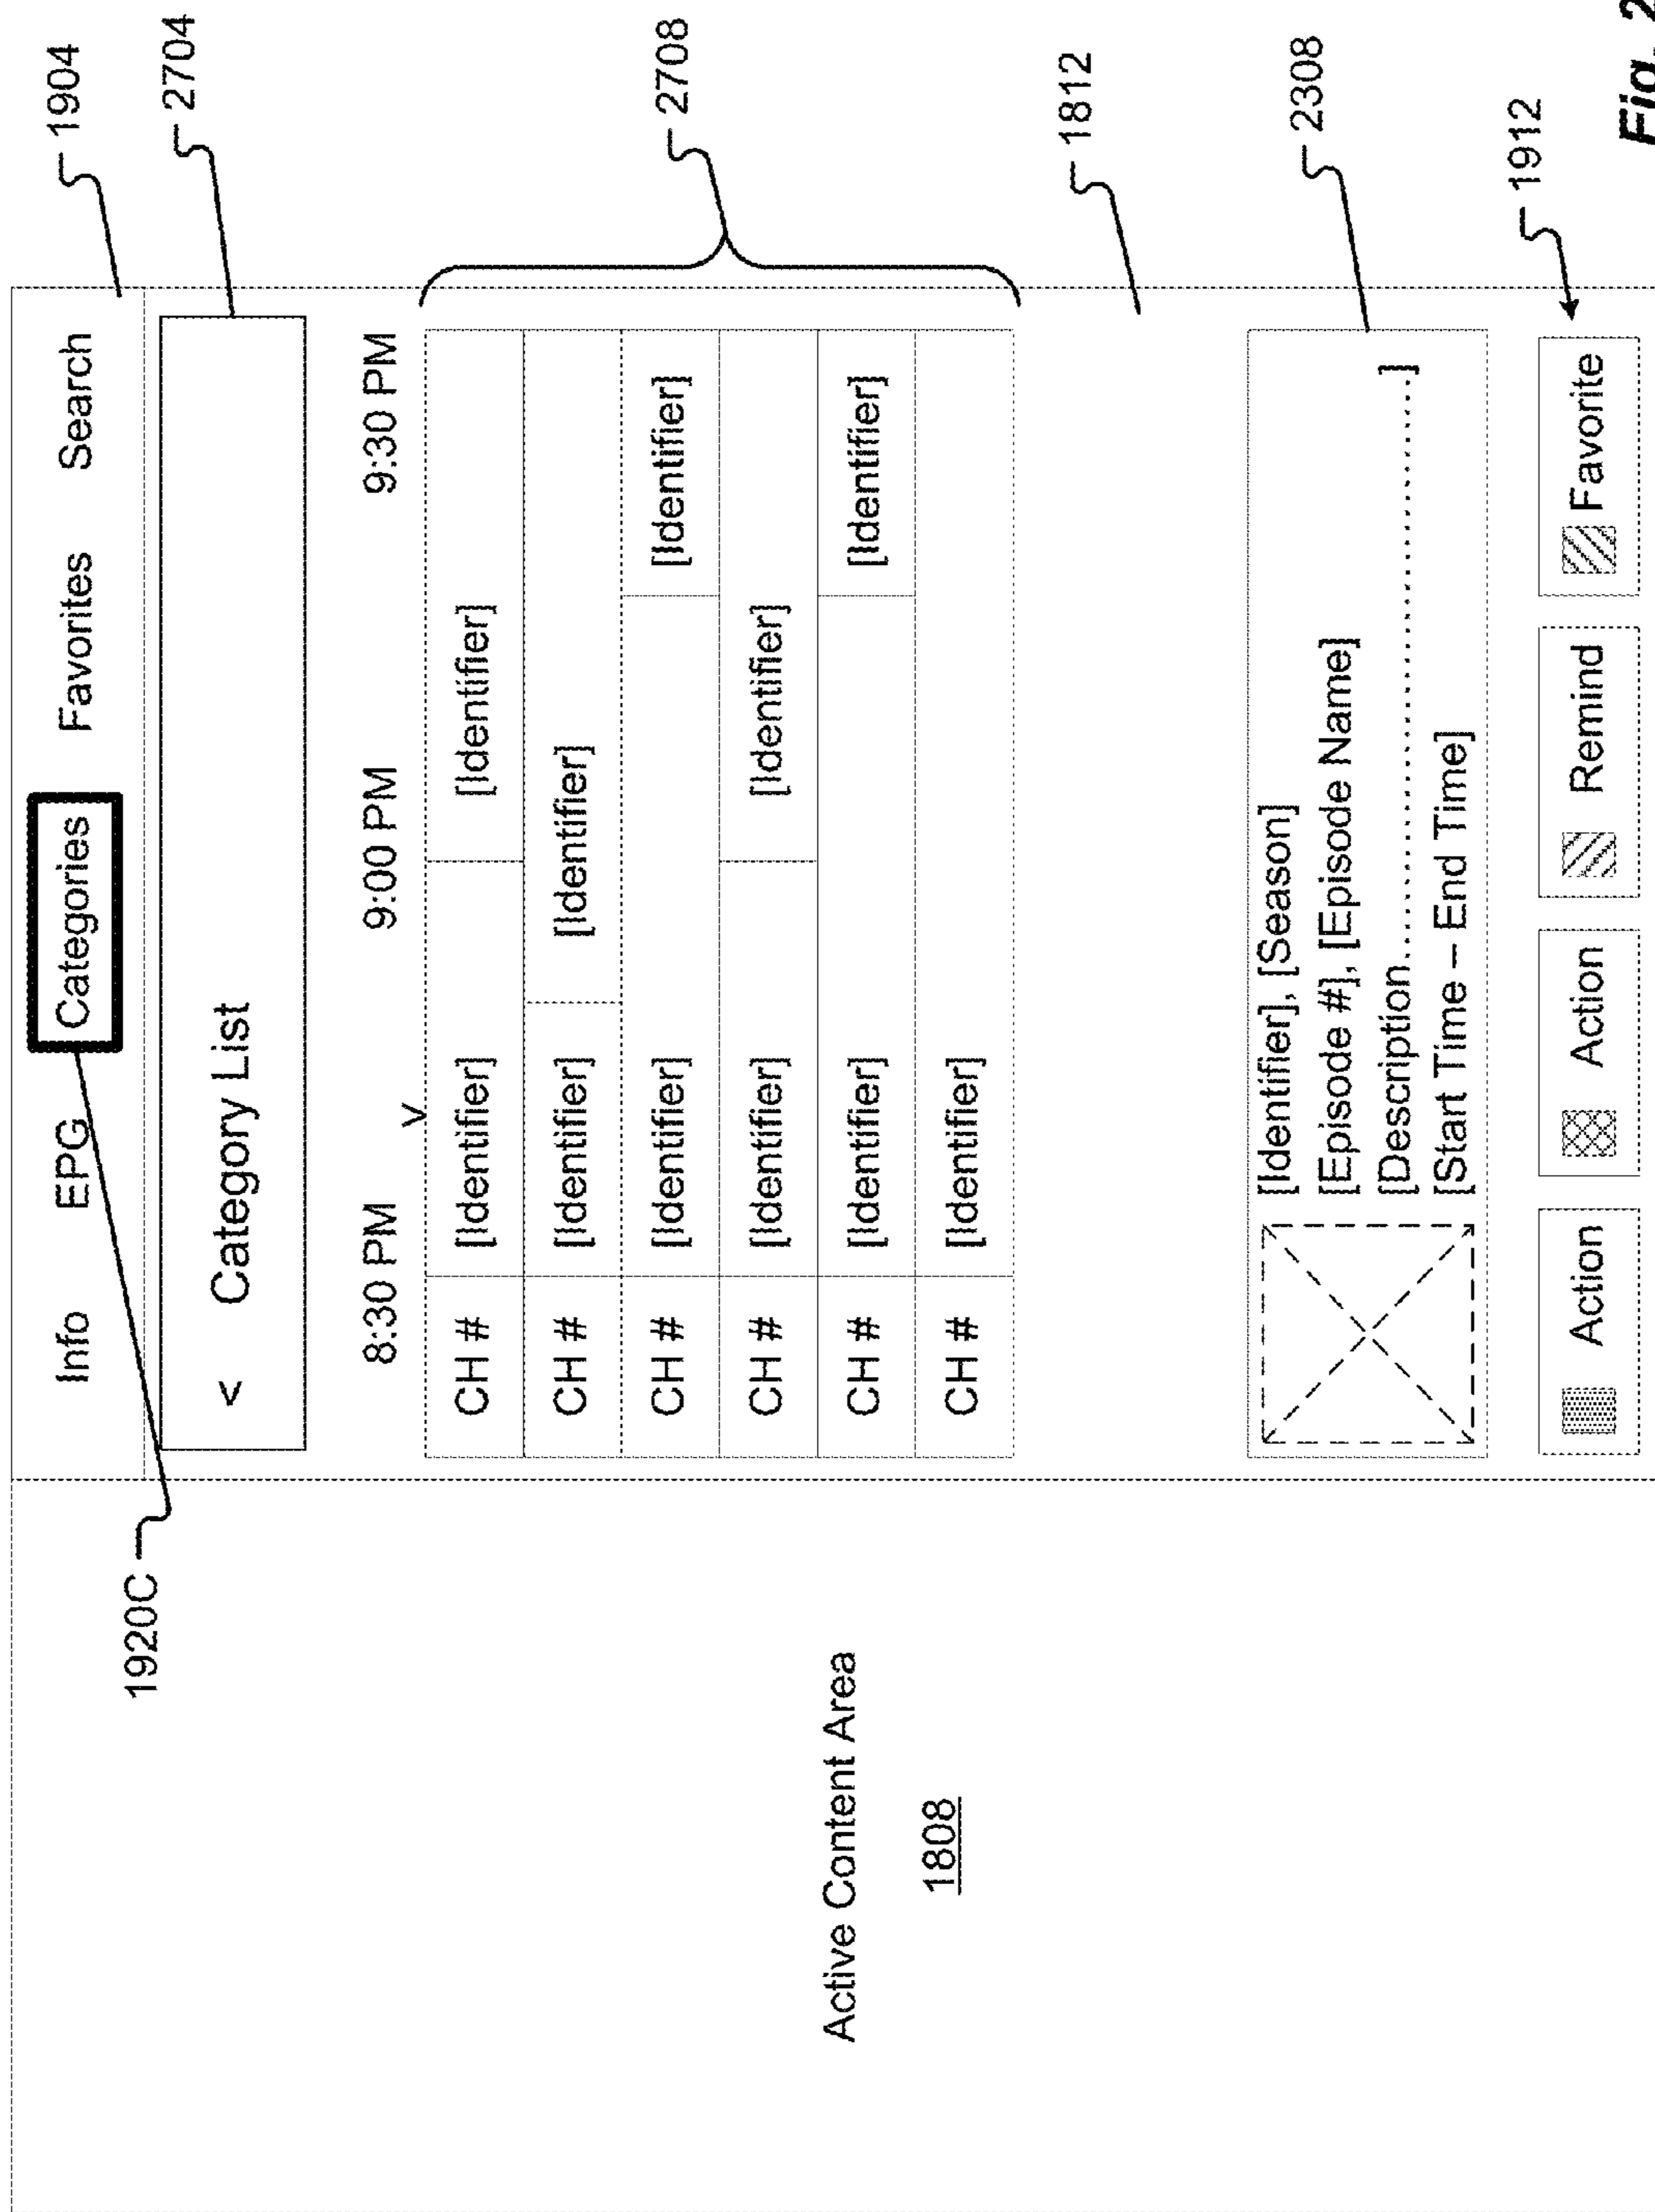 1904
2704
Info EPG Categories Favorites Search
1920C
< Category List
8:30 PM 9:00 PM 9:30 PM
v
2708
CH # [Identifier] [Identifier]
CH # [Identifier] [Identifier]
CH # [Identifier] [Identifier]
CH # [Identifier] [Identifier]
CH # [Identifier] [Identifier]
CH # [Identifier]
Active Content Area
1808
1812
2308
[Identifier], [Season]
[Episode #], [Episode Name]
[Description.......................................................]
[Start Time – End Time]
1912
Action Action Remind Favorite
Fig. 2